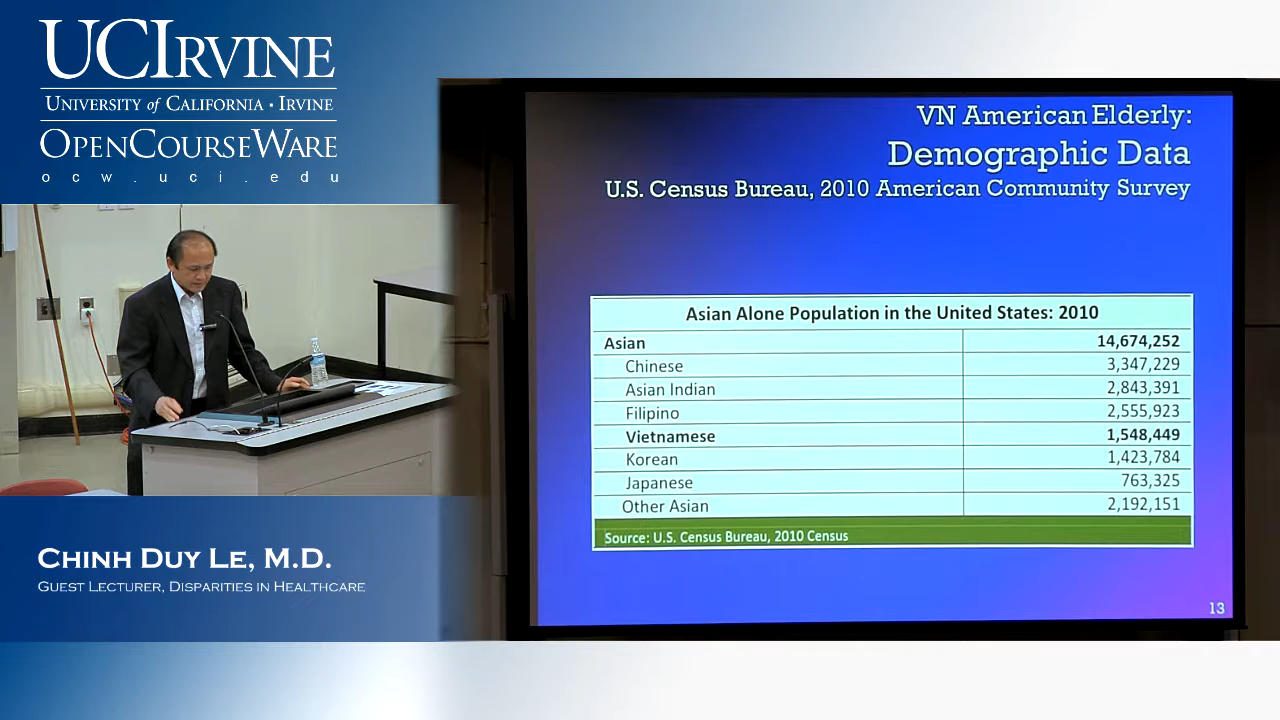 UCIRVINE
UNIVERSITY of CALIFORNIA · IRVINE
OPENCOURSEWARE
ocw.uci.edu
CHINH DUY LE, M.D.
GUEST LECTURER, DISPARITIES IN HEALTHCARE
VN American Elderly:
Demographic Data
U.S. Census Bureau, 2010 American Community Survey
Asian Alone Population in the United States: 2010
Asian 14,674,252
Chinese 3,347,229
Asian Indian 2,843,391
Filipino 2,555,923
Vietnamese 1,548,449
Korean 1,423,784
Japanese 763,325
Other Asian 2,192,151
Source: U.S. Census Bureau, 2010 Census
13